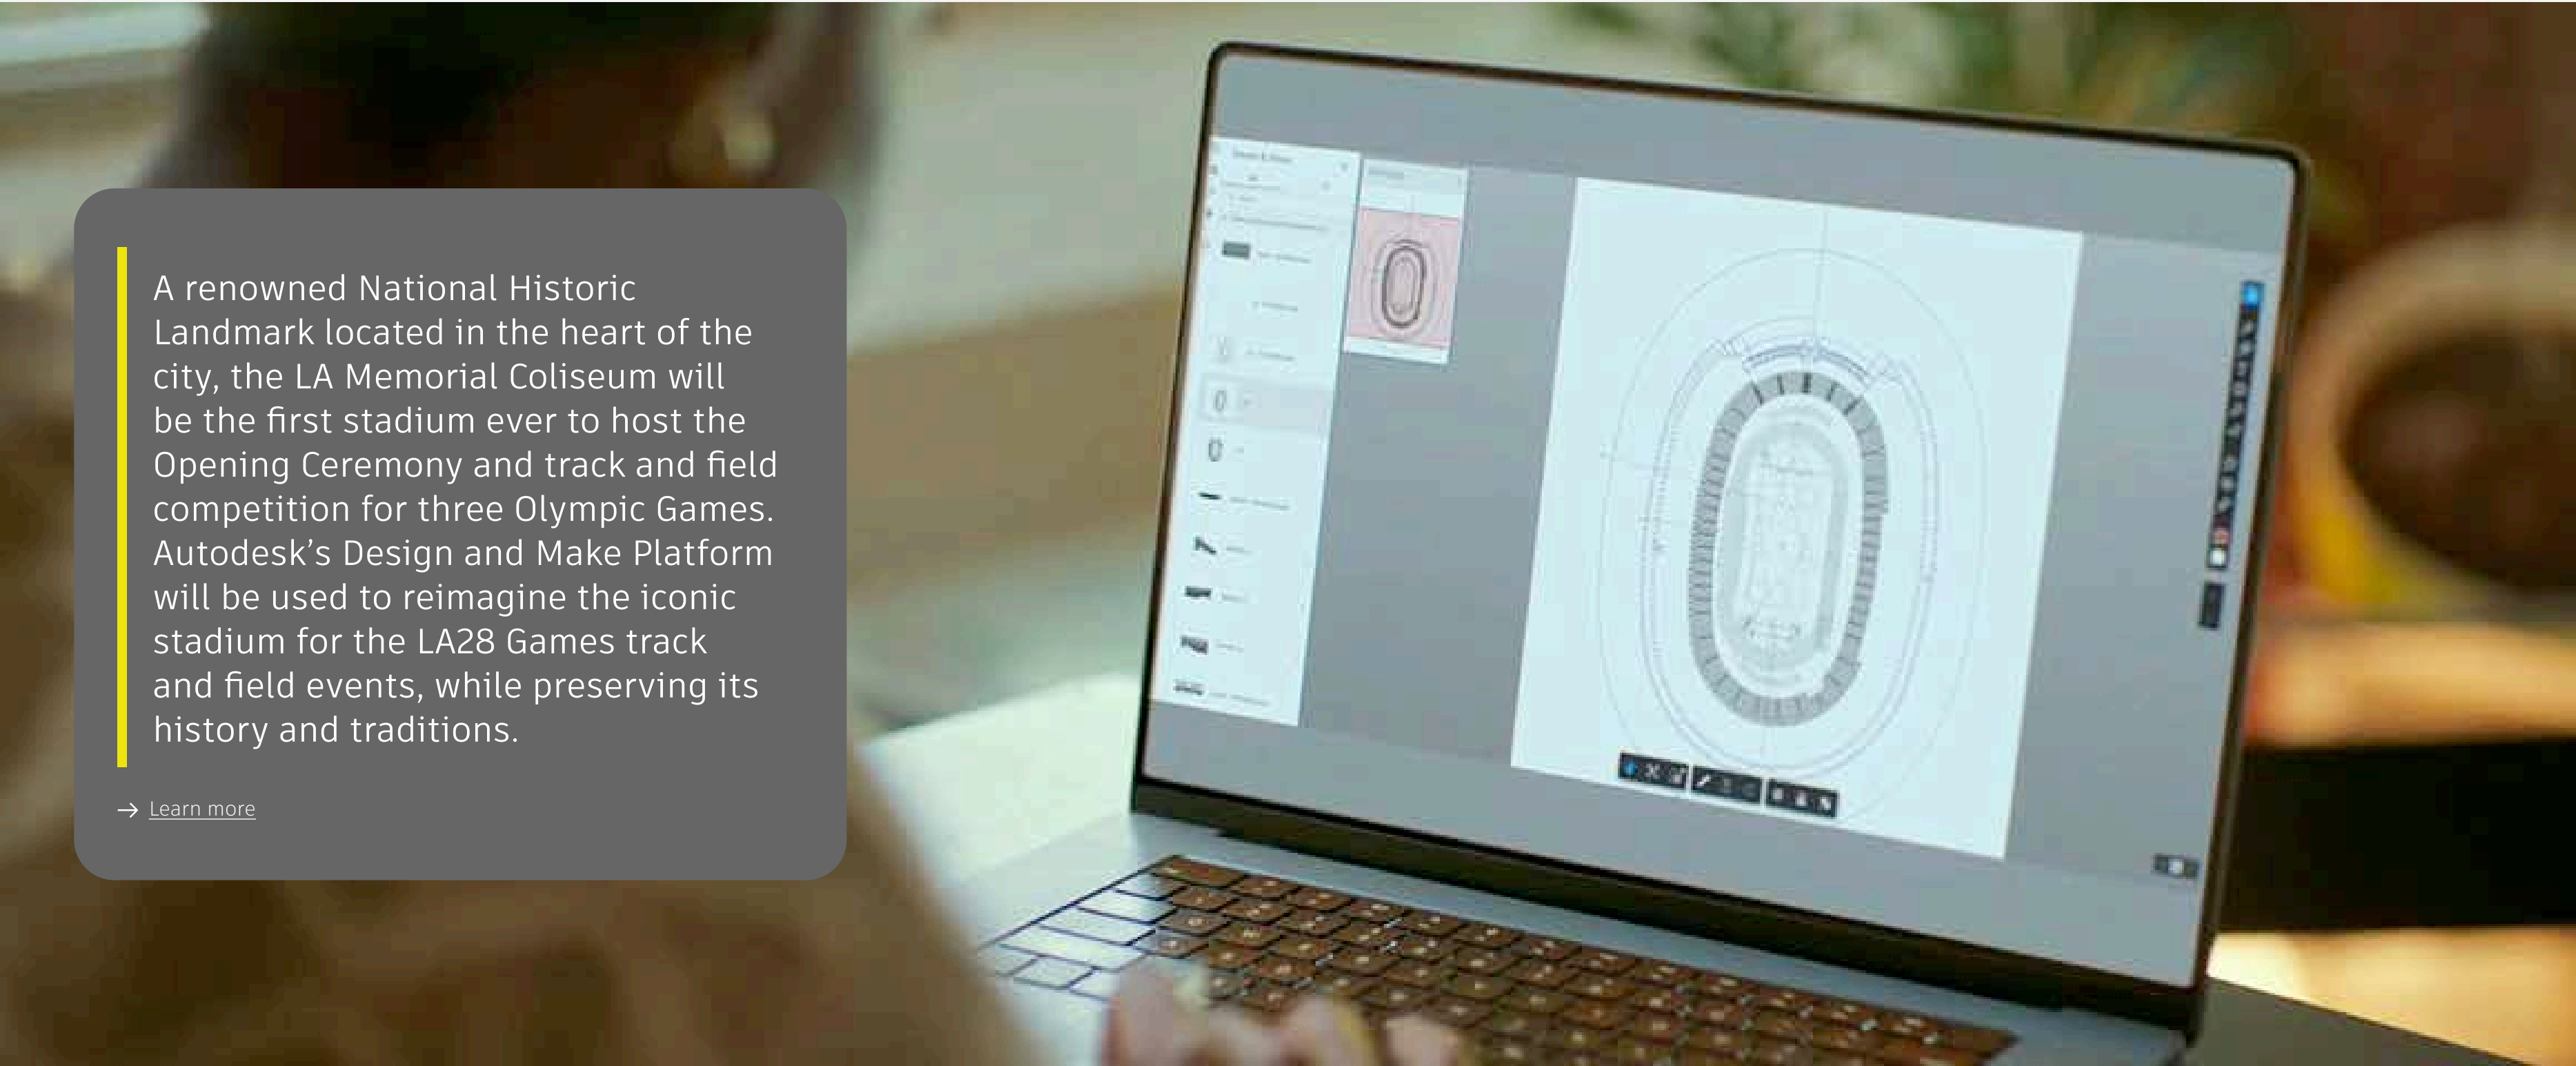 A renowned National Historic
Landmark located in the heart of the
city, the LA Memorial Coliseum will
be the first stadium ever to host the
Opening Ceremony and track and field
competition for three Olympic Games.
Autodesk’s Design and Make Platform
will be used to reimagine the iconic
stadium for the LA28 Games track
and field events, while preserving its
history and traditions.
→ Learn more